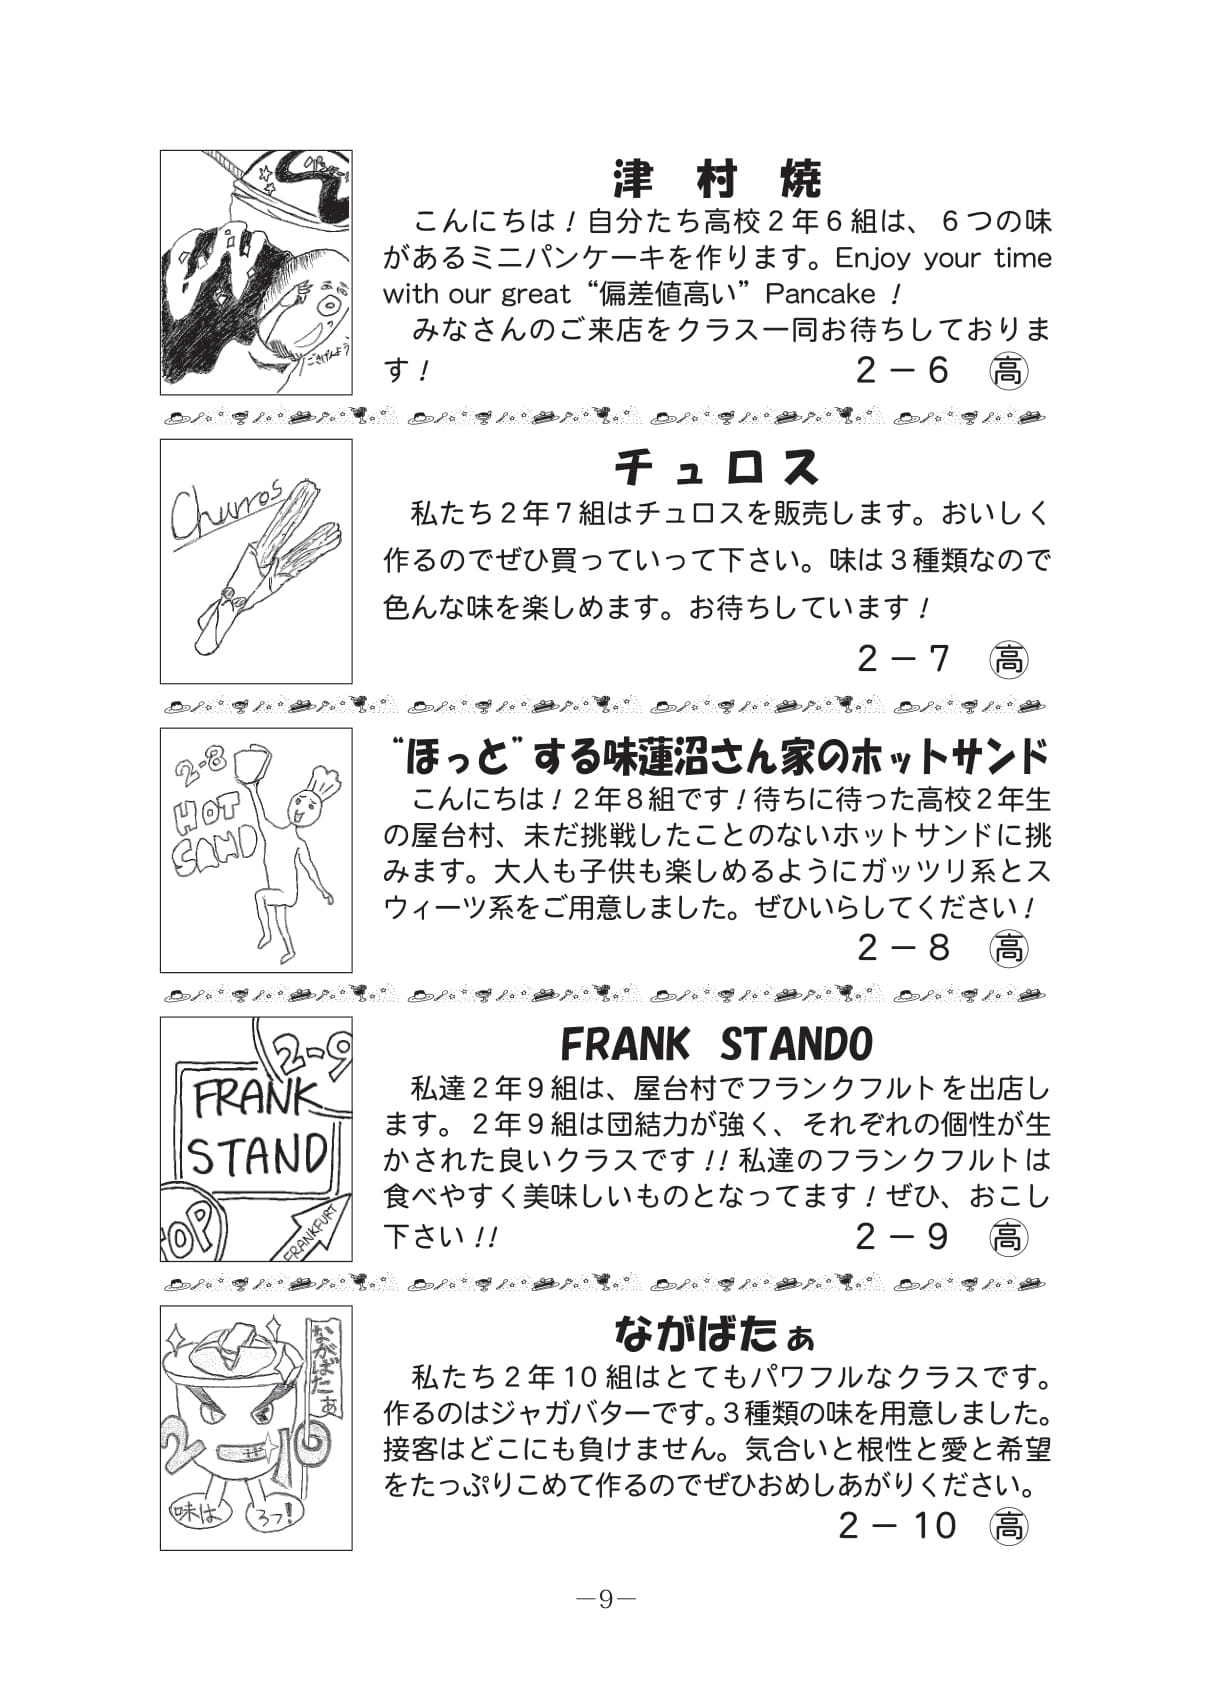 津村焼
こんにちは！自分たち高校２年６組は、６つの味
があるミニパンケーキを作ります。Enjoy your time
with our great “偏差値高い” Pancake！
みなさんのご来店をクラス一同お待ちしておりま
す！
２－６ ㊥高
Churros
チュロス
私たち２年７組はチュロスを販売します。おいしく
作るのでぜひ買っていって下さい。味は３種類なので
色んな味を楽しめます。お待ちしています！
２－７ 高
2-8
HOT
SAND
“ほっと”する味蓮沼さん家のホットサンド
こんにちは！２年８組です！待ちに待った高校２年生
の屋台村、未だ挑戦したことのないホットサンドに挑
みます。大人も子供も楽しめるようにガッツリ系とス
ウィーツ系をご用意しました。ぜひいらしてください！
２－８ 高
2-9
FRANK
STAND
FRANKFURT
FRANK STANDO
私達２年９組は、屋台村でフランクフルトを出店し
ます。２年９組は団結力が強く、それぞれの個性が生
かされた良いクラスです!! 私達のフランクフルトは
食べやすく美味しいものとなってます！ぜひ、おこし
下さい!!
２－９ 高
ながばたぁ
2
10
味は
3つ!
ながばたぁ
私たち２年10組はとてもパワフルなクラスです。
作るのはジャガバターです。３種類の味を用意しました。
接客はどこにも負けません。気合いと根性と愛と希望
をたっぷりこめて作るのでぜひおめしあがりください。
２－10 高
－9－